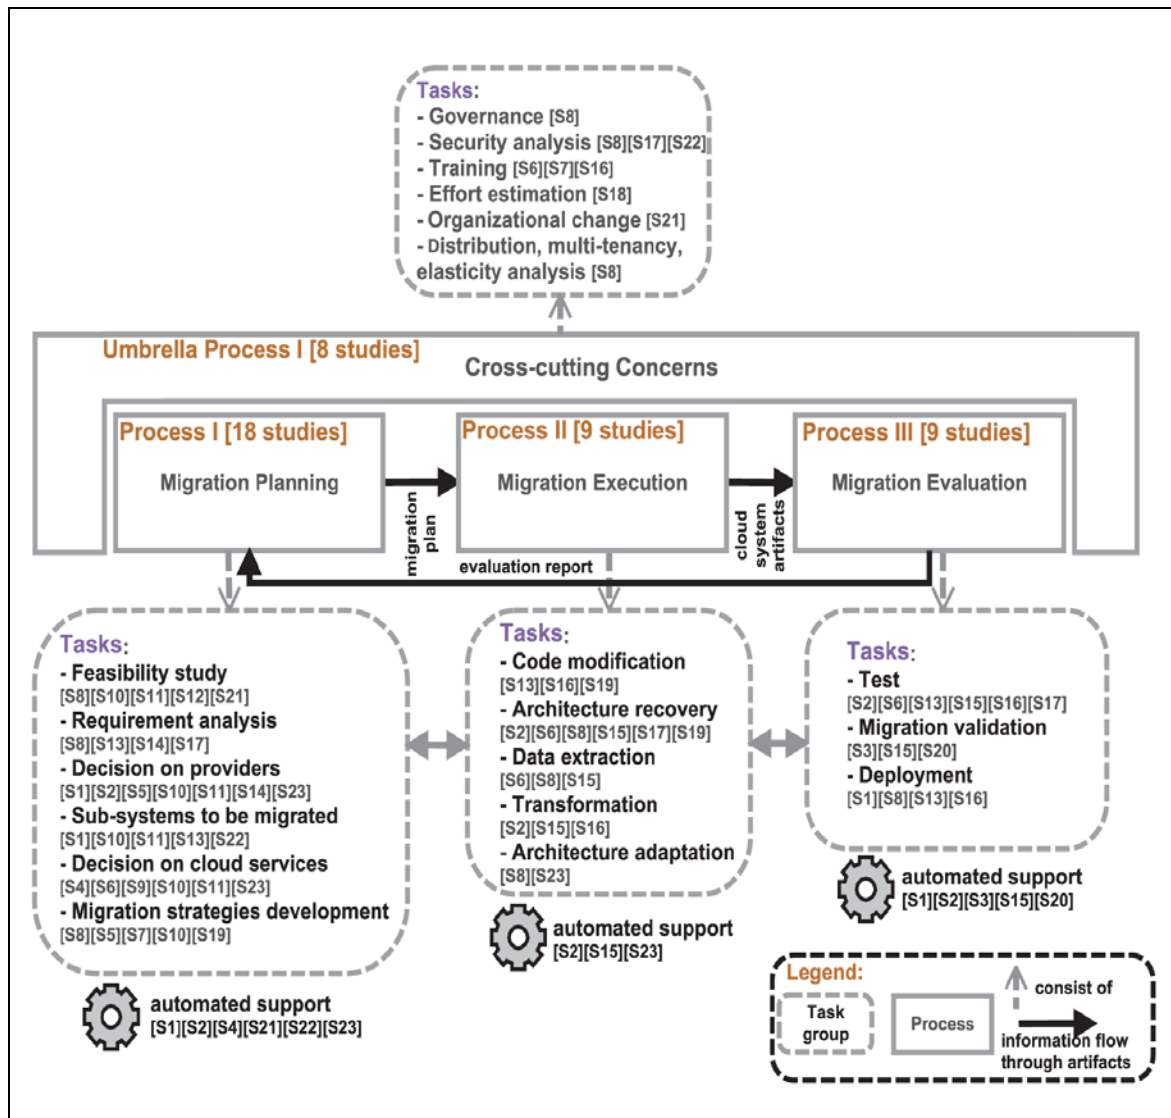 Tasks:
- Governance [S8]
- Security analysis [S8][S17][S22]
- Training [S6][S7][S16]
- Effort estimation [S18]
- Organizational change [S21]
- Distribution, multi-tenancy,
elasticity analysis [S8]
Umbrella Process I [8 studies]
Cross-cutting Concerns
Process I [18 studies]
Migration Planning
migration
plan
Process II [9 studies]
Migration Execution
cloud
system
artifacts
Process III [9 studies]
Migration Evaluation
evaluation report
Tasks:
- Feasibility study
[S8][S10][S11][S12][S21]
- Requirement analysis
[S8][S13][S14][S17]
- Decision on providers
[S1][S2][S5][S10][S11][S14][S23]
- Sub-systems to be migrated
[S1][S10][S11][S13][S22]
- Decision on cloud services
[S4][S6][S9][S10][S11][S23]
- Migration strategies development
[S8][S5][S7][S10][S19]
automated support
[S1][S2][S4][S21][S22][S23]
Tasks:
- Code modification
[S13][S16][S19]
- Architecture recovery
[S2][S6][S8][S15][S17][S19]
- Data extraction
[S6][S8][S15]
- Transformation
[S2][S15][S16]
- Architecture adaptation
[S8][S23]
automated support
[S2][S15][S23]
Tasks:
- Test
[S2][S6][S13][S15][S16][S17]
- Migration validation
[S3][S15][S20]
- Deployment
[S1][S8][S13][S16]
automated support
[S1][S2][S3][S15][S20]
Legend:
Task
group
Process
consist of
information flow
through artifacts